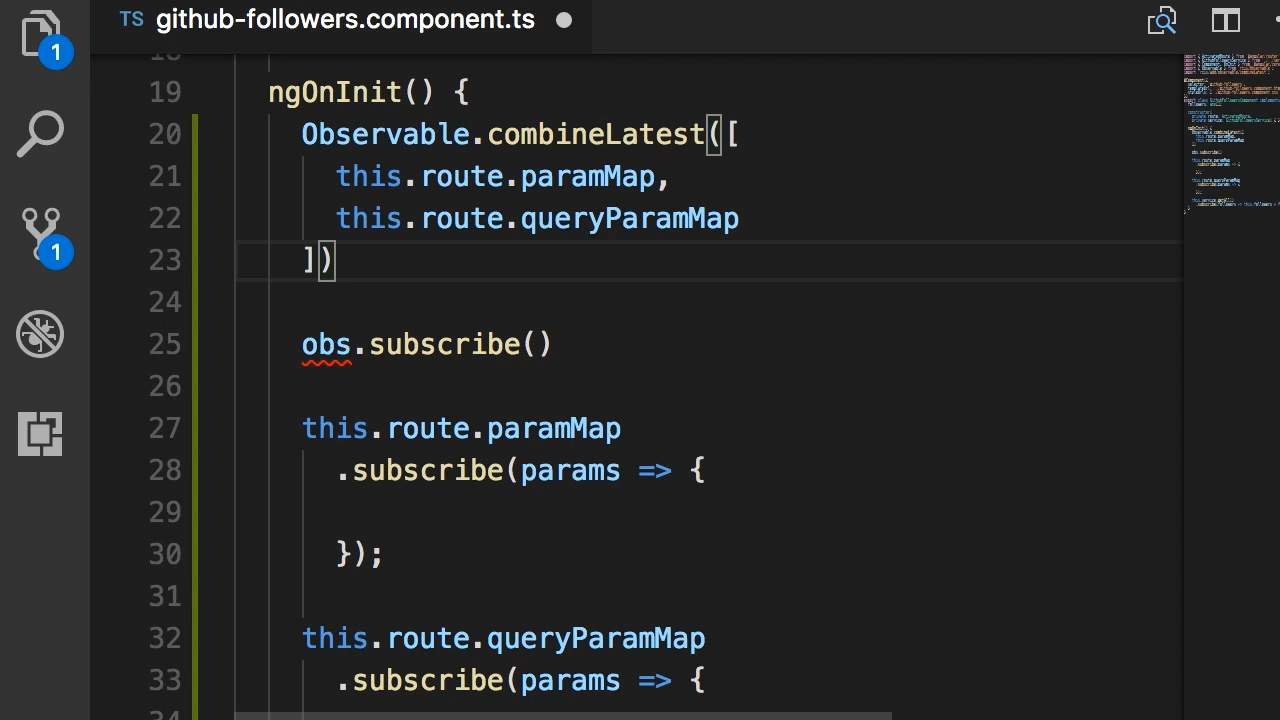 TS github-followers.component.ts
1
1
19 ngOnInit() {
20 Observable.combineLatest([
21 this.route.paramMap,
22 this.route.queryParamMap
23 ])
24
25 obs.subscribe()
26
27 this.route.paramMap
28 .subscribe(params => {
29
30 });
31
32 this.route.queryParamMap
33 .subscribe(params => {